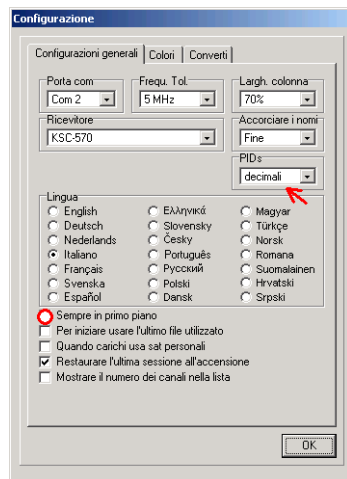 Configurazione
Configurazioni generali Colori Converti
Porta com Frequ. Tol. Largh. colonna
Com 2 5 MHz 70%
Ricevitore Accorciare i nomi
KSC-570 Fine
PIDs
decimali
Lingua
English Ελληνικά Magyar
Deutsch Slovensky Türkçe
Nederlands Česky Norsk
Italiano Português Romana
Français Русский Suomalainen
Svenska Polski Hrvatski
Español Dansk Srpski
Sempre in primo piano
Per iniziare usare l'ultimo file utilizzato
Quando carichi usa sat personali
Restaurare l'ultima sessione all'accensione
Mostrare il numero dei canali nella lista
OK